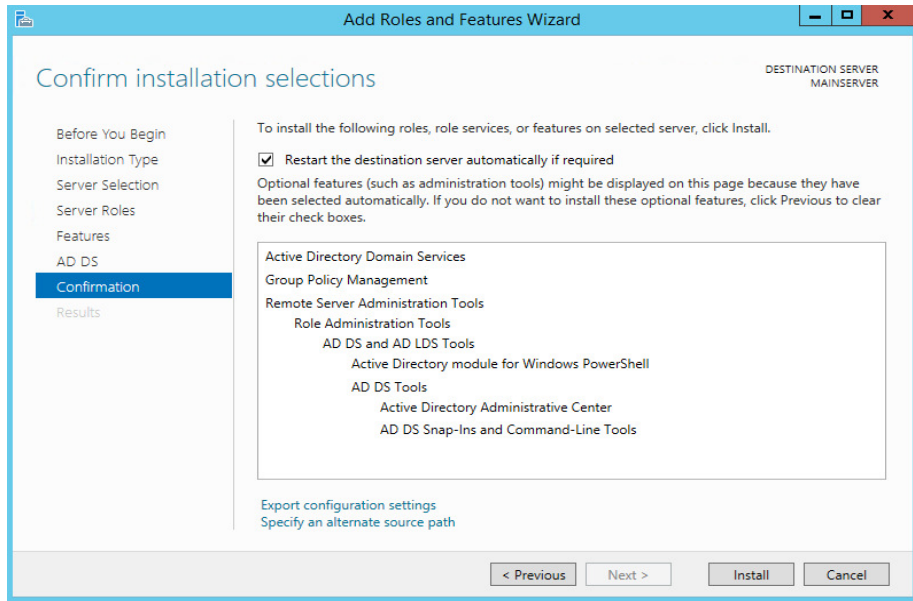 Add Roles and Features Wizard
Confirm installation selections
DESTINATION SERVER
MAINSERVER
Before You Begin
Installation Type
Server Selection
Server Roles
Features
AD DS
Confirmation
Results
To install the following roles, role services, or features on selected server, click Install.
Restart the destination server automatically if required
Optional features (such as administration tools) might be displayed on this page because they have
been selected automatically. If you do not want to install these optional features, click Previous to clear
their check boxes.
Active Directory Domain Services
Group Policy Management
Remote Server Administration Tools
Role Administration Tools
AD DS and AD LDS Tools
Active Directory module for Windows PowerShell
AD DS Tools
Active Directory Administrative Center
AD DS Snap-Ins and Command-Line Tools
Export configuration settings
Specify an alternate source path
< Previous
Next >
Install
Cancel